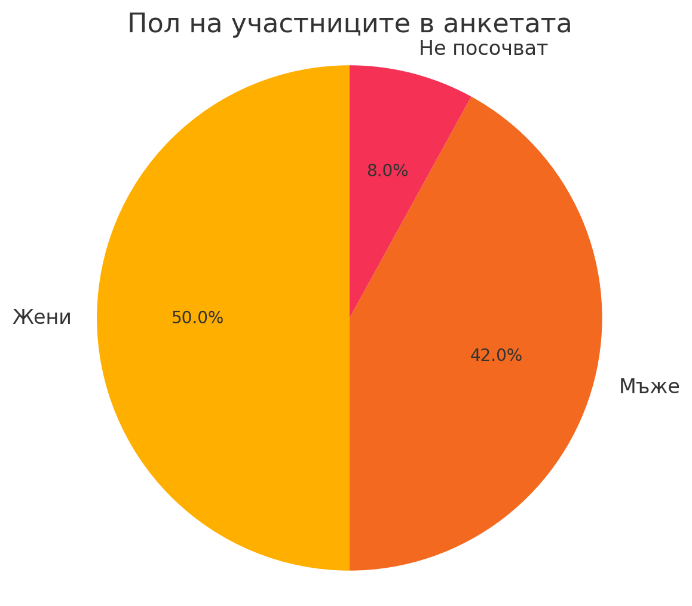 Пол на участниците в анкетата
Не посочват
8.0%
Жени
50.0%
42.0%
Мъже